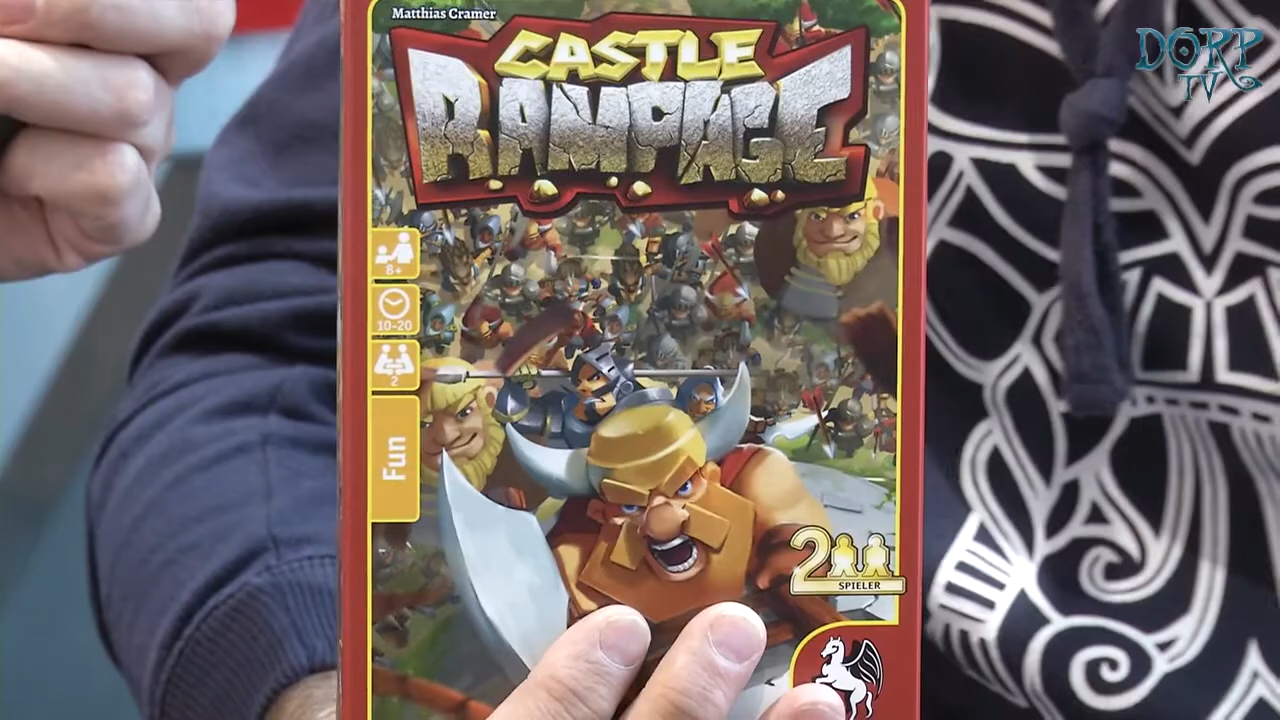 Matthias Cramer
CASTLE
RAMPAGE
DORP
TV
8+
10-20
2
Fun
2
SPIELER